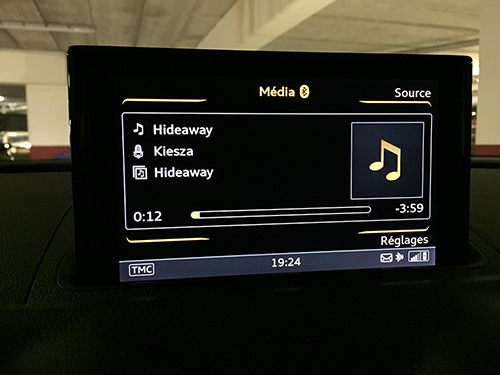 Média
Source
Hideaway
Kiesza
Hideaway
0:12 -3:59
Réglages
TMC 19:24